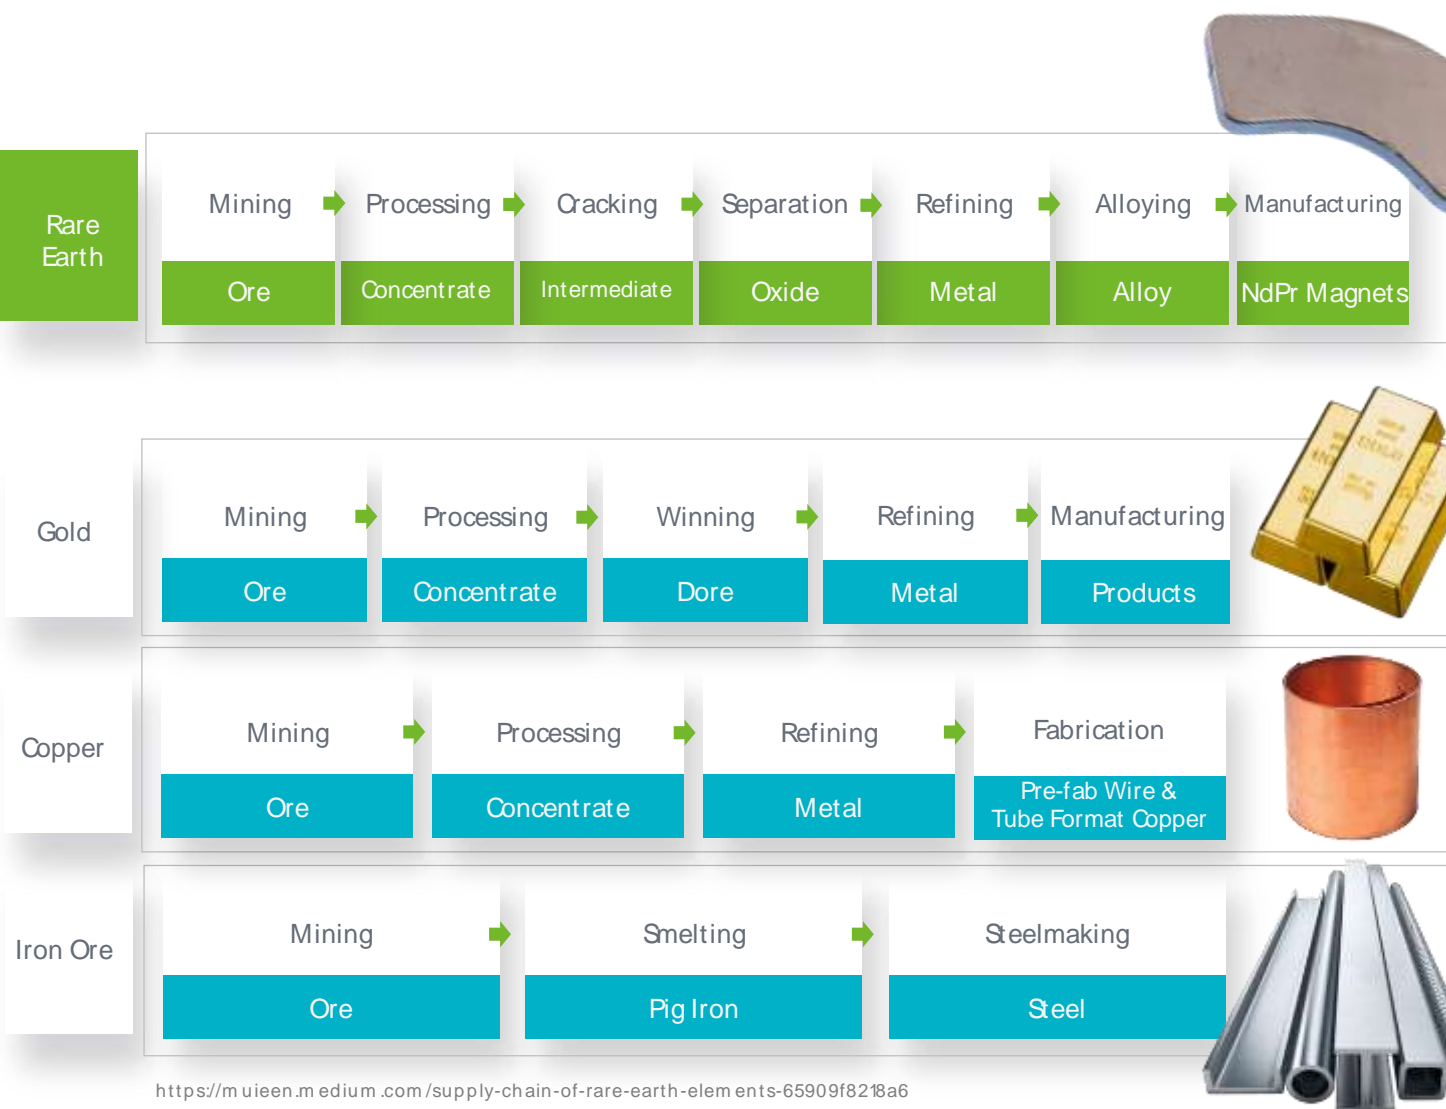 Rare
Earth
Mining
Processing
Cracking
Separation
Refining
Alloying
Manufacturing
Ore
Concentrate
Intermediate
Oxide
Metal
Alloy
NdPr Magnets
Gold
Mining
Processing
Winning
Refining
Manufacturing
Ore
Concentrate
Dore
Metal
Products
Copper
Mining
Processing
Refining
Fabrication
Ore
Concentrate
Metal
Pre-fab Wire &
Tube Format Copper
Iron Ore
Mining
Smelting
Steelmaking
Ore
Pig Iron
Steel
https://muieen.medium.com/supply-chain-of-rare-earth-elements-65909f8218a6